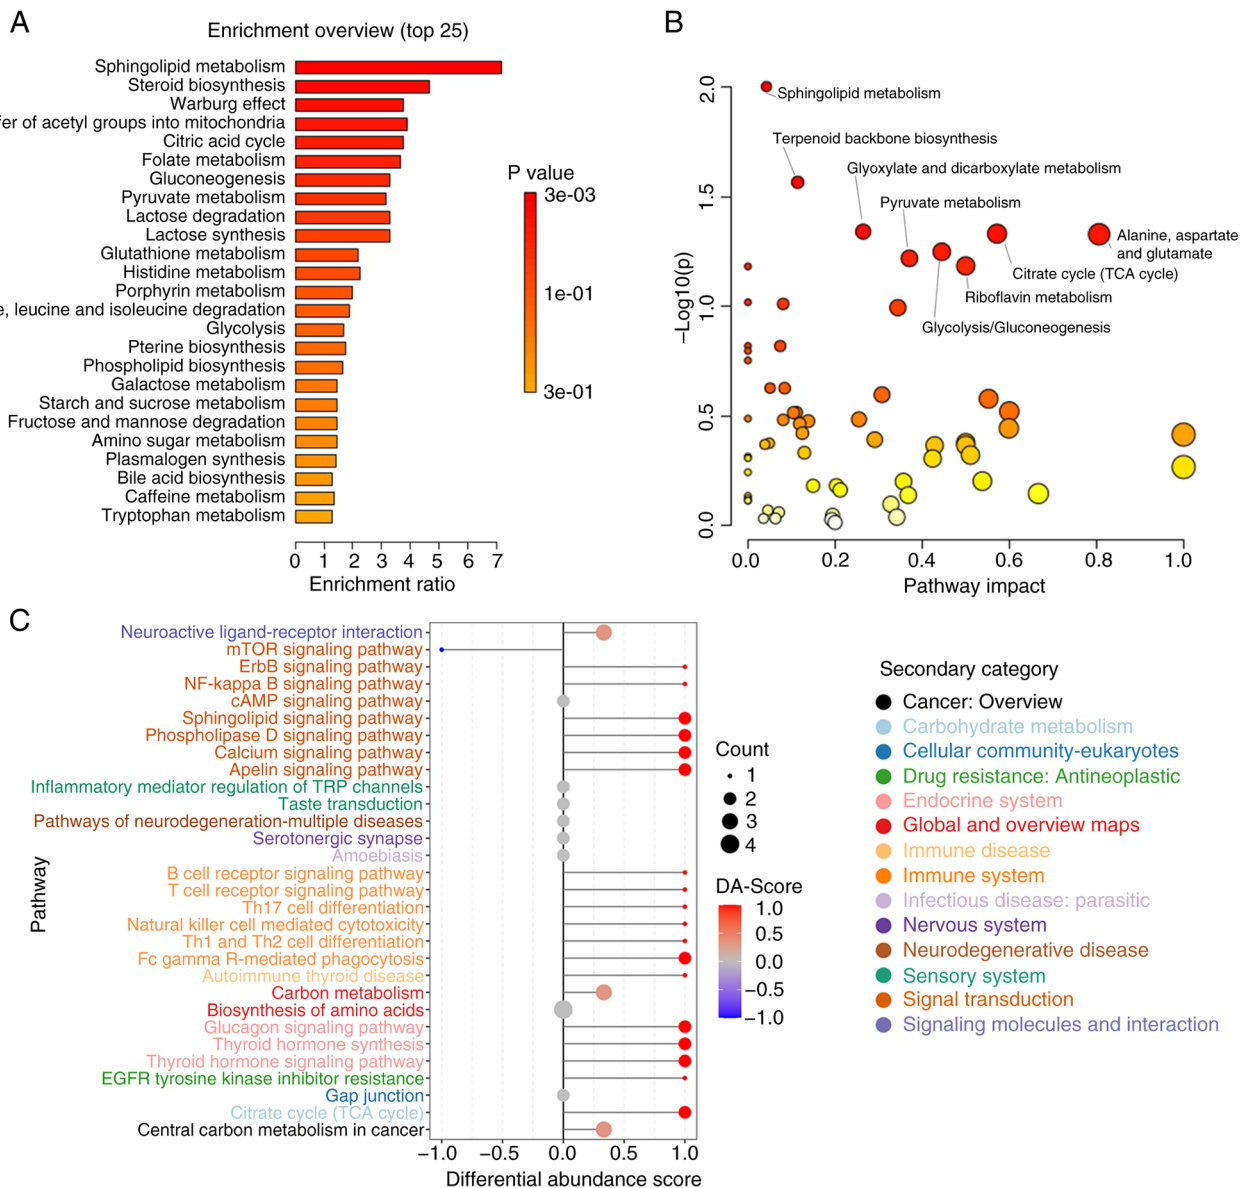 A
Enrichment overview (top 25)
Sphingolipid metabolism
Steroid biosynthesis
Warburg effect
fer of acetyl groups into mitochondria
Citric acid cycle
Folate metabolism
Gluconeogenesis
Pyruvate metabolism
Lactose degradation
Lactose synthesis
Glutathione metabolism
Histidine metabolism
Porphyrin metabolism
e, leucine and isoleucine degradation
Glycolysis
Pterine biosynthesis
Phospholipid biosynthesis
Galactose metabolism
Starch and sucrose metabolism
Fructose and mannose degradation
Amino sugar metabolism
Plasmalogen synthesis
Bile acid biosynthesis
Caffeine metabolism
Tryptophan metabolism
0 1 2 3 4 5 6 7
Enrichment ratio
P value
3e-03
1e-01
3e-01
B
2.0
1.5
1.0
0.5
0.0
−Log10(p)
Sphingolipid metabolism
Terpenoid backbone biosynthesis
Glyoxylate and dicarboxylate metabolism
Pyruvate metabolism
Alanine, aspartate
and glutamate
Citrate cycle (TCA cycle)
Riboflavin metabolism
Glycolysis/Gluconeogenesis
0.0 0.2 0.4 0.6 0.8 1.0
Pathway impact
C
Pathway
Neuroactive ligand-receptor interaction
mTOR signaling pathway
ErbB signaling pathway
NF-kappa B signaling pathway
cAMP signaling pathway
Sphingolipid signaling pathway
Phospholipase D signaling pathway
Calcium signaling pathway
Apelin signaling pathway
Inflammatory mediator regulation of TRP channels
Taste transduction
Pathways of neurodegeneration-multiple diseases
Serotonergic synapse
Amoebiasis
B cell receptor signaling pathway
T cell receptor signaling pathway
Th17 cell differentiation
Natural killer cell mediated cytotoxicity
Th1 and Th2 cell differentiation
Fc gamma R-mediated phagocytosis
Autoimmune thyroid disease
Carbon metabolism
Biosynthesis of amino acids
Glucagon signaling pathway
Thyroid hormone synthesis
Thyroid hormone signaling pathway
EGFR tyrosine kinase inhibitor resistance
Gap junction
Citrate cycle (TCA cycle)
Central carbon metabolism in cancer
−1.0 −0.5 0.0 0.5 1.0
Differential abundance score
Count
1
2
3
4
DA-Score
1.0
0.5
0.0
−0.5
−1.0
Secondary category
Cancer: Overview
Carbohydrate metabolism
Cellular community-eukaryotes
Drug resistance: Antineoplastic
Endocrine system
Global and overview maps
Immune disease
Immune system
Infectious disease: parasitic
Nervous system
Neurodegenerative disease
Sensory system
Signal transduction
Signaling molecules and interaction